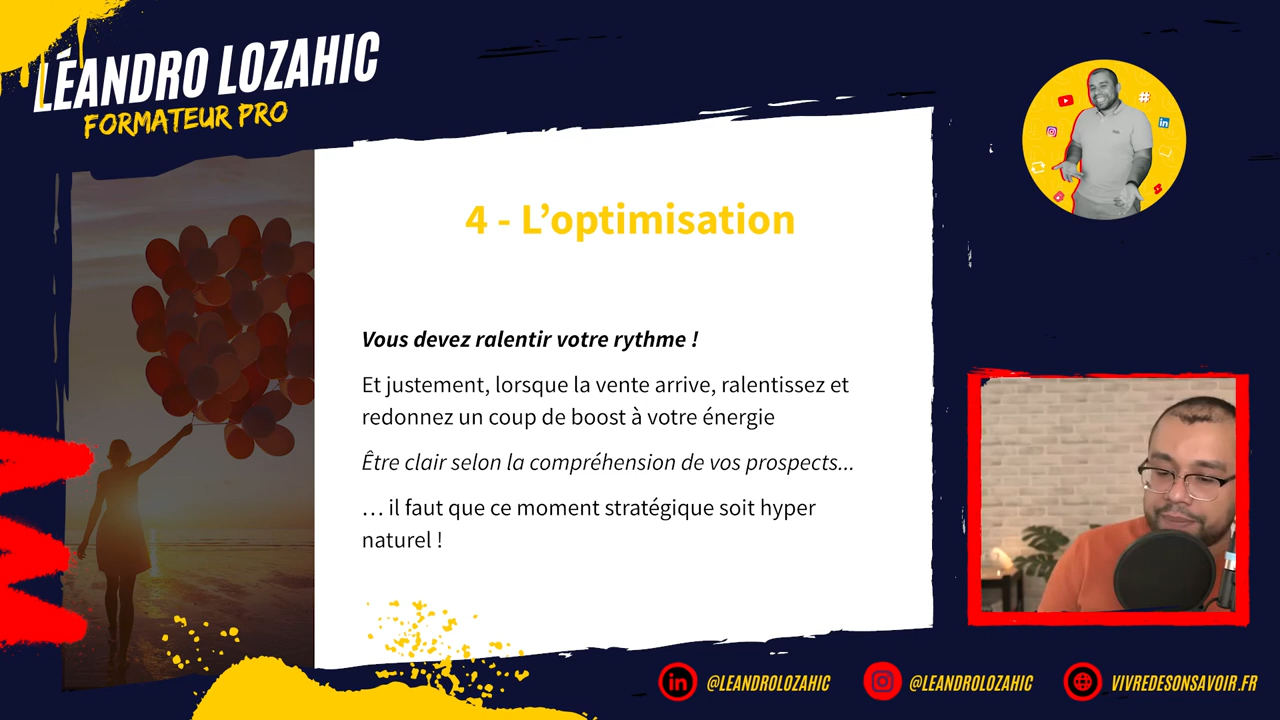 LÉANDRO LOZAHIC
FORMATEUR PRO
4 - L’optimisation
Vous devez ralentir votre rythme !
Et justement, lorsque la vente arrive, ralentissez et
redonnez un coup de boost à votre énergie
Être clair selon la compréhension de vos prospects...
… il faut que ce moment stratégique soit hyper
naturel !
@LEANDROLOZAHIC
@LEANDROLOZAHIC
VIVREDESONSAVOIR.FR